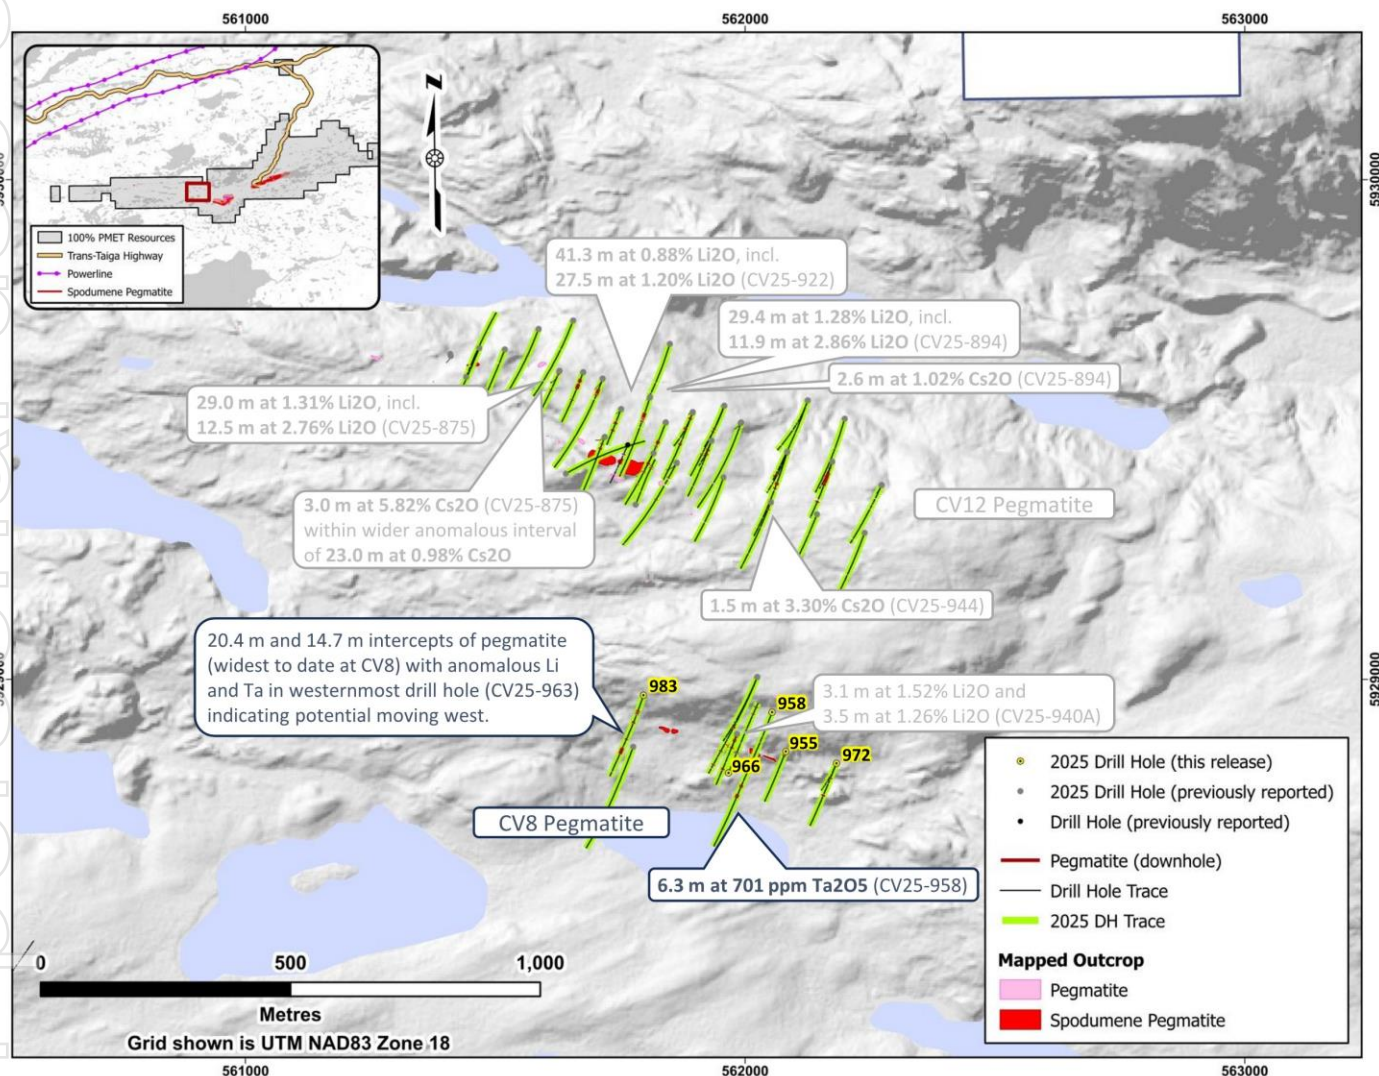 561000
562000
563000
5930000
5930000
100% PMET Resources
Trans-Taiga Highway
Powerline
Spodumene Pegmatite
N
41.3 m at 0.88% Li2O, incl.
27.5 m at 1.20% Li2O (CV25-922)
29.4 m at 1.28% Li2O, incl.
11.9 m at 2.86% Li2O (CV25-894)
2.6 m at 1.02% Cs2O (CV25-894)
29.0 m at 1.31% Li2O, incl.
12.5 m at 2.76% Li2O (CV25-875)
3.0 m at 5.82% Cs2O (CV25-875)
within wider anomalous interval
of 23.0 m at 0.98% Cs2O
CV12 Pegmatite
1.5 m at 3.30% Cs2O (CV25-944)
20.4 m and 14.7 m intercepts of pegmatite
(widest to date at CV8) with anomalous Li
and Ta in westernmost drill hole (CV25-963)
indicating potential moving west.
5929000
5929000
983
3.1 m at 1.52% Li2O and
3.5 m at 1.26% Li2O (CV25-940A)
958
955
966
972
CV8 Pegmatite
6.3 m at 701 ppm Ta2O5 (CV25-958)
2025 Drill Hole (this release)
2025 Drill Hole (previously reported)
Drill Hole (previously reported)
Pegmatite (downhole)
Drill Hole Trace
2025 DH Trace
Mapped Outcrop
Pegmatite
Spodumene Pegmatite
0
500
1,000
Metres
Grid shown is UTM NAD83 Zone 18
561000
562000
563000